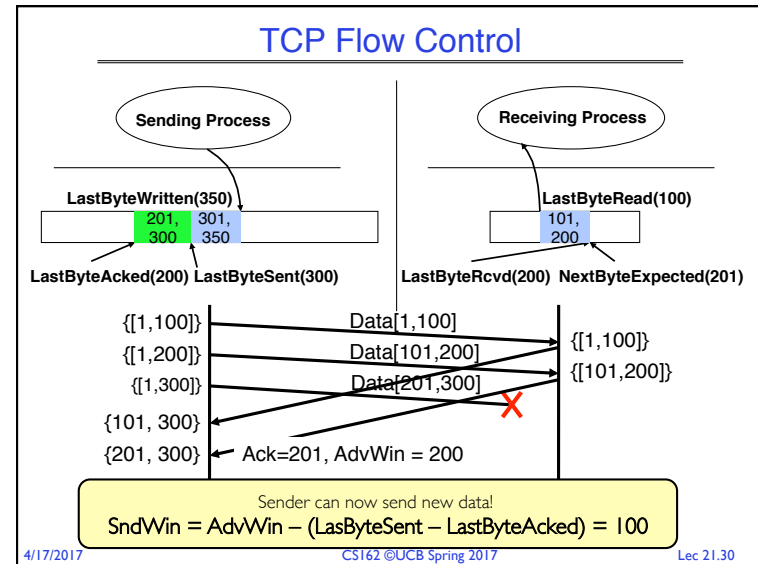 TCP Flow Control
Sending Process
Receiving Process
LastByteWritten(350)
LastByteRead(100)
201, 301,
300 350
101,
200
LastByteAcked(200) LastByteSent(300)
LastByteRcvd(200) NextByteExpected(201)
{[1,100]}
Data[1,100]
{[1,100]}
{[1,200]}
Data[101,200]
{[101,200]}
{[1,300]}
Data[201,300]
{101, 300}
{201, 300}
Ack=201, AdvWin = 200
Sender can now send new data!
SndWin = AdvWin – (LasByteSent – LastByteAcked) = 100
4/17/2017
CS162 ©UCB Spring 2017
Lec 21.30